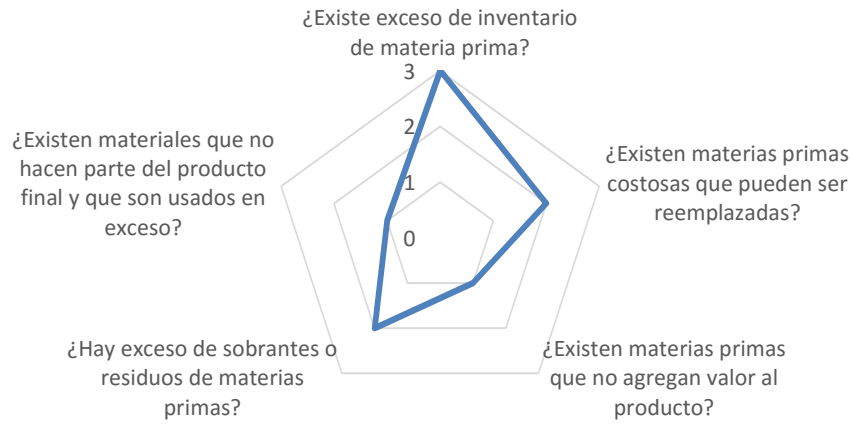 ¿Existe exceso de inventario
de materia prima?
3
2
1
0
¿Existen materias primas
costosas que pueden ser
reemplazadas?
¿Existen materias primas
que no agregan valor al
producto?
¿Hay exceso de sobrantes o
residuos de materias
primas?
¿Existen materiales que no
hacen parte del producto
final y que son usados en
exceso?